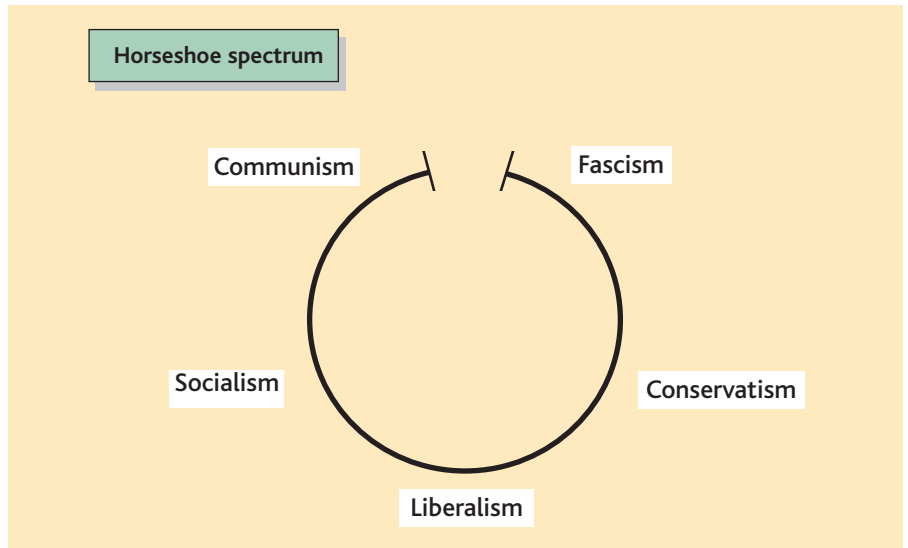 Horseshoe spectrum
Communism
Fascism
Socialism
Conservatism
Liberalism